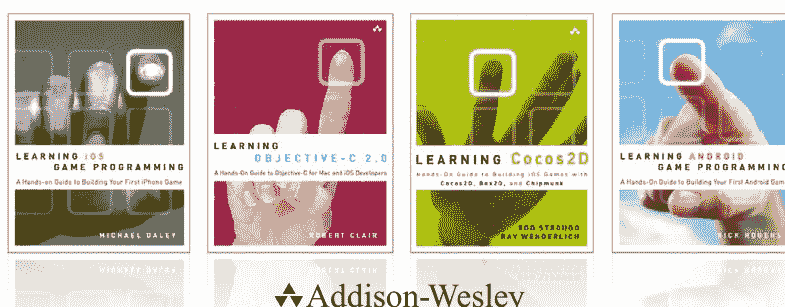 LEARNING iOS
GAME PROGRAMMING
A Hands-on Guide to Building Your First iPhone Game
MICHAEL DALEY
LEARNING
OBJECTIVE-C 2.0
A Hands-On Guide to Objective-C for Mac and iOS Developers
ROBERT CLAIR
LEARNING Cocos2D
Hands-On Guide to Building iOS Games with
Cocos2D, Box2D, and Chipmunk
ROD STROUGO
RAY WENDERLICH
LEARNING ANDROID
GAME PROGRAMMING
A Hands-On Guide to Building Your First Android Gam
RICK ROGERS
Addison-Wesley